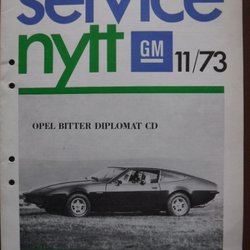 service
nytt
GM 11/73
OPEL BITTER DIPLOMAT CD